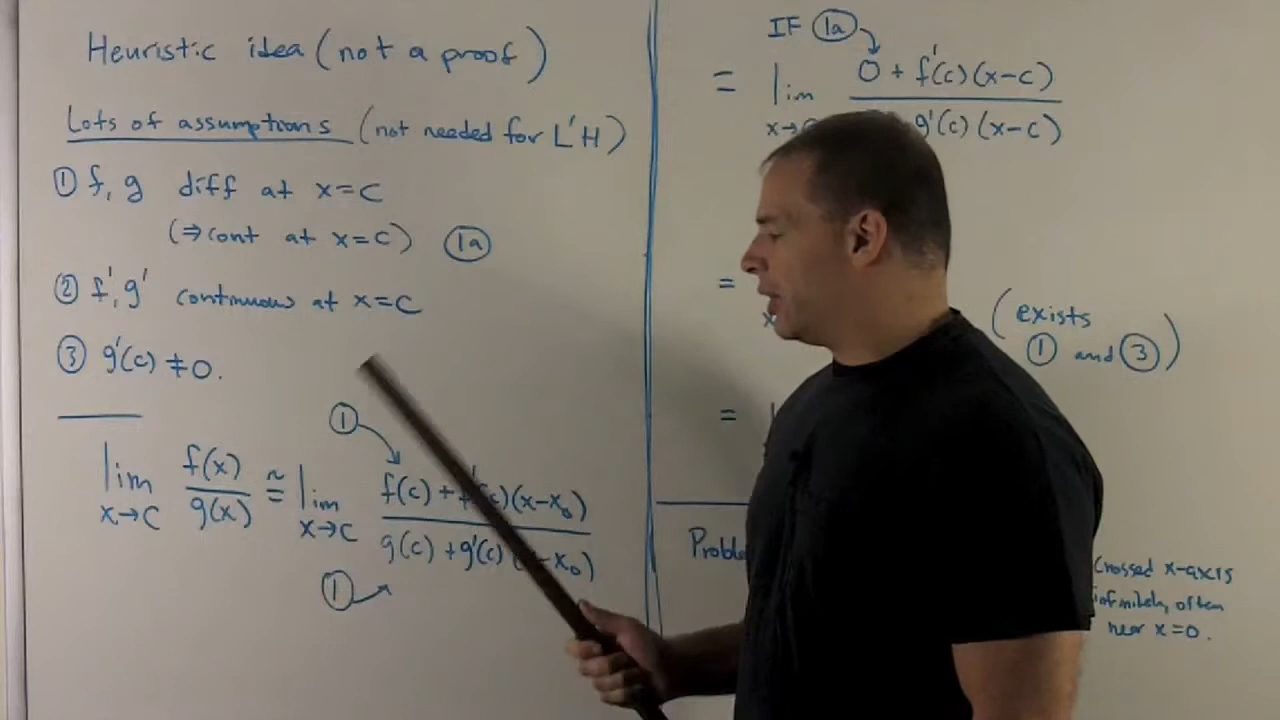 Heuristic idea (not a proof)
Lots of assumptions (not needed for L'H)
① f, g diff at x=c
(⇒cont at x=c) 1a
② f', g' continuous at x=c
③ g'(c) ≠ 0.
①
lim x→c f(x)/g(x) ≅ lim x→c f(c) + f'(c)(x-x₀)
g(c) + g'(c) - x₀)
①
IF 1a
= lim x→ 0 + f'(c)(x-c)
g'(c)(x-c)
=
(exists
① and ③)
=
Crossed x-axis
infinitely often
near x=0.